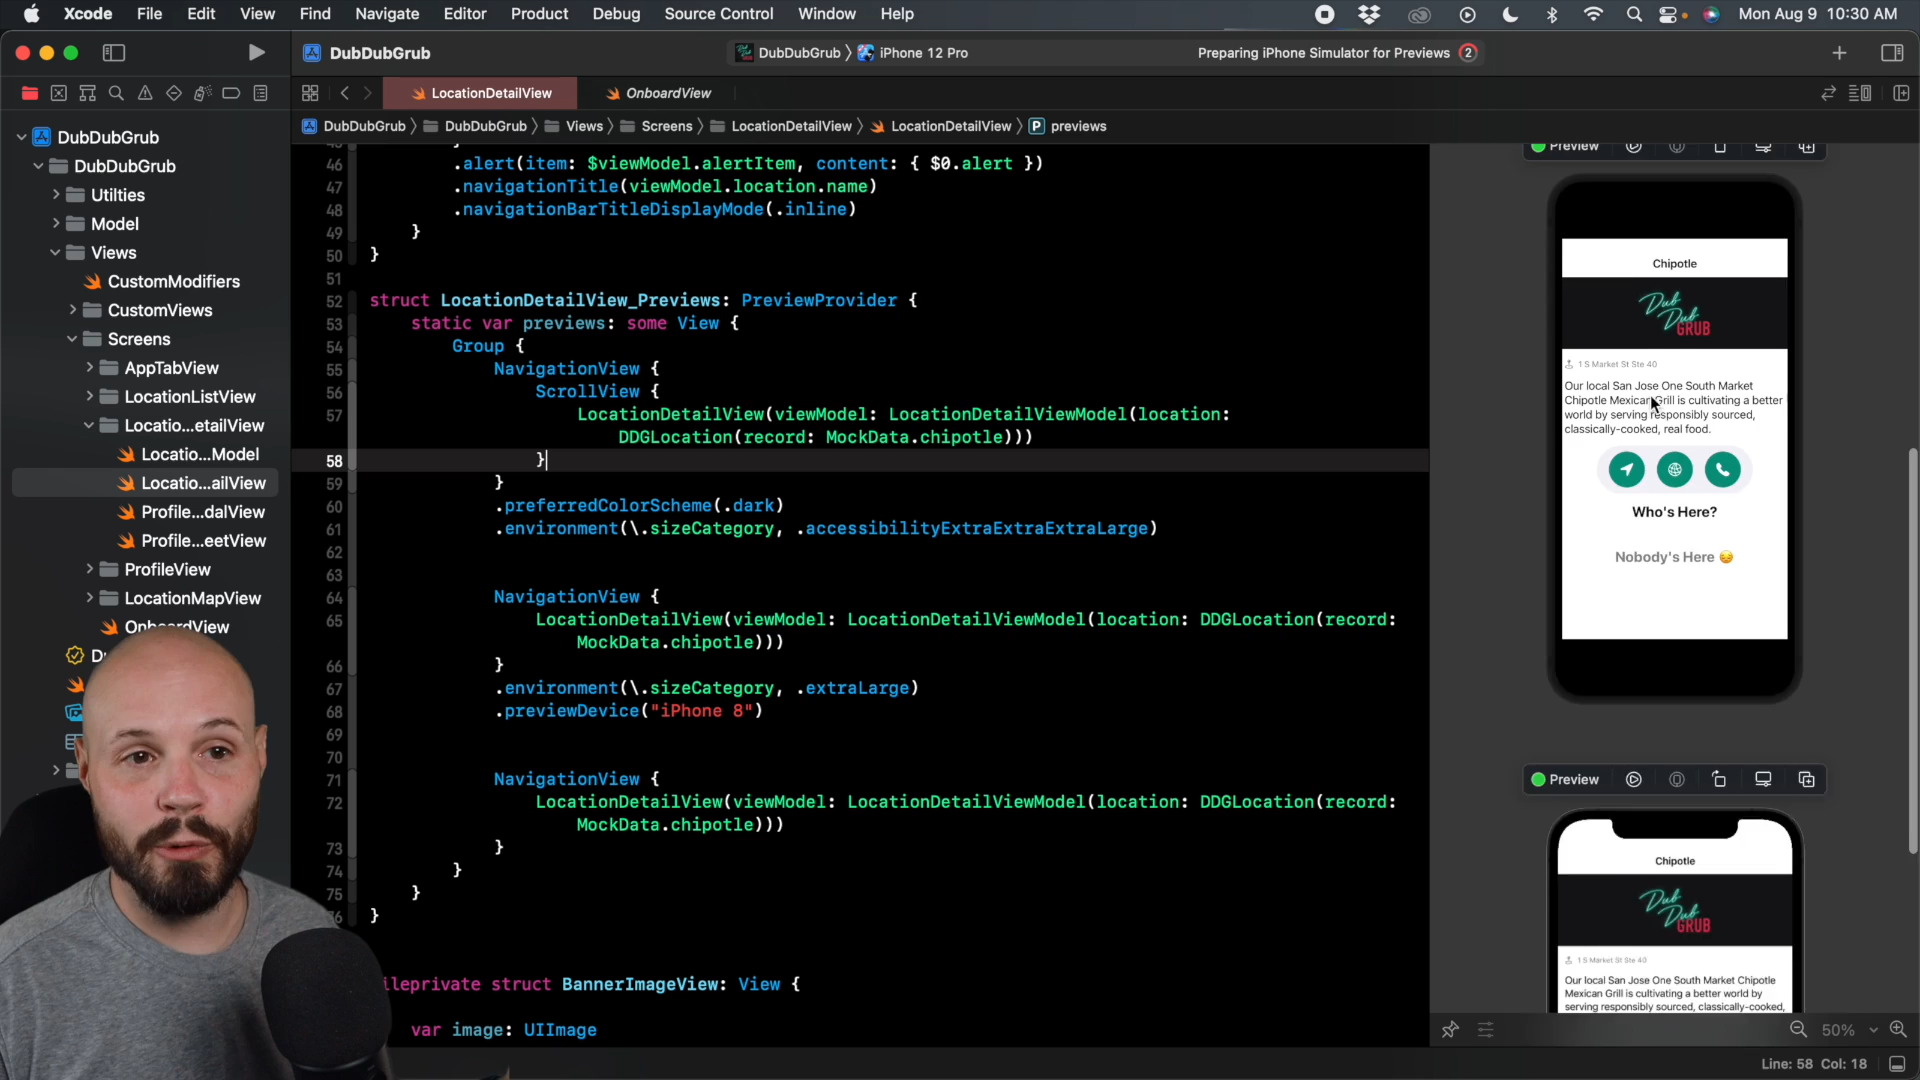 Xcode File Edit View Find Navigate Editor Product Debug Source Control Window Help Mon Aug 9 10:30 AM
DubDubGrub DubDubGrub iPhone 12 Pro Preparing iPhone Simulator for Previews 2
LocationDetailView OnboardView
DubDubGrub DubDubGrub Views Screens LocationDetailView LocationDetailView P previews
DubDubGrub
DubDubGrub
Utilties
Model
Views
CustomModifiers
CustomViews
Screens
AppTabView
LocationListView
Locatio...etailView
Locatio...Model
Locatio...ailView
Profile...dalView
Profile...eetView
ProfileView
LocationMapView
OnboardView
46 .alert(item: $viewModel.alertItem, content: { $0.alert })
47 .navigationTitle(viewModel.location.name)
48 .navigationBarTitleDisplayMode(.inline)
49 }
50 }
51
52 struct LocationDetailView_Previews: PreviewProvider {
53 static var previews: some View {
54 Group {
55 NavigationView {
56 ScrollView {
57 LocationDetailView(viewModel: LocationDetailViewModel(location:
DDGLocation(record: MockData.chipotle)))
58 }
59 }
60 .preferredColorScheme(.dark)
61 .environment(\.sizeCategory, .accessibilityExtraExtraExtraLarge)
62
63
64 NavigationView {
65 LocationDetailView(viewModel: LocationDetailViewModel(location: DDGLocation(record:
MockData.chipotle)))
66 }
67 .environment(\.sizeCategory, .extraLarge)
68 .previewDevice("iPhone 8")
69
70
71 NavigationView {
72 LocationDetailView(viewModel: LocationDetailViewModel(location: DDGLocation(record:
MockData.chipotle)))
73 }
74 }
75 }
76 }
ileprivate struct BannerImageView: View {
var image: UIImage
Preview
Chipotle
Dub
Dub
GRUB
1 S Market St Ste 40
Our local San Jose One South Market
Chipotle Mexican Grill is cultivating a better
world by serving responsibly sourced,
classically-cooked, real food.
Who's Here?
Nobody's Here 😔
Preview
Chipotle
Dub
Dub
GRUB
1 S Market St Ste 40
Our local San Jose One South Market Chipotle
Mexican Grill is cultivating a better world by
serving responsibly sourced, classically-cooked,
50%
Line: 58 Col: 18